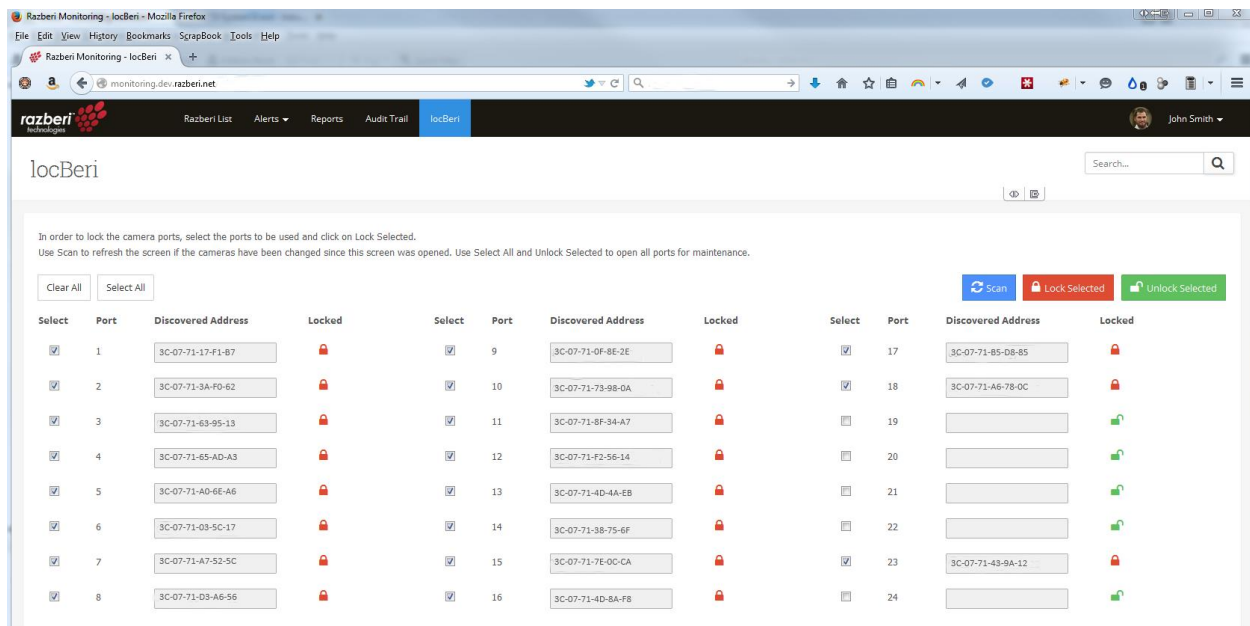 Razberi Monitoring - locBeri - Mozilla Firefox
File Edit View History Bookmarks ScrapBook Tools Help
Razberi Monitoring - locBeri × +
monitoring.dev.razberi.net
razberi technologies
Razberi List Alerts Reports Audit Trail locBeri John Smith
locBeri
Search...
In order to lock the camera ports, select the ports to be used and click on Lock Selected.
Use Scan to refresh the screen if the cameras have been changed since this screen was opened. Use Select All and Unlock Selected to open all ports for maintenance.
Clear All Select All Scan Lock Selected Unlock Selected
Select Port Discovered Address Locked Select Port Discovered Address Locked Select Port Discovered Address Locked
1 3C-07-71-17-F1-B7 9 3C-07-71-0F-8E-2E 17 3C-07-71-B5-D8-85
2 3C-07-71-3A-F0-62 10 3C-07-71-73-98-0A 18 3C-07-71-A6-78-0C
3 3C-07-71-63-95-13 11 3C-07-71-8F-34-A7 19
4 3C-07-71-65-AD-A3 12 3C-07-71-F2-56-14 20
5 3C-07-71-A0-6E-A6 13 3C-07-71-4D-4A-EB 21
6 3C-07-71-03-5C-17 14 3C-07-71-38-75-6F 22
7 3C-07-71-A7-52-5C 15 3C-07-71-7E-0C-CA 23 3C-07-71-43-9A-12
8 3C-07-71-D3-A6-56 16 3C-07-71-4D-8A-F8 24